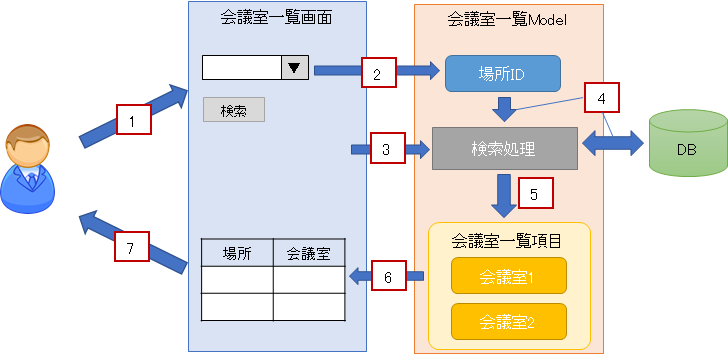 会議室一覧画面
会議室一覧Model
1
2
場所ID
検索
3
4
検索処理
DB
5
会議室一覧項目
場所 会議室
6
会議室1
会議室2
7